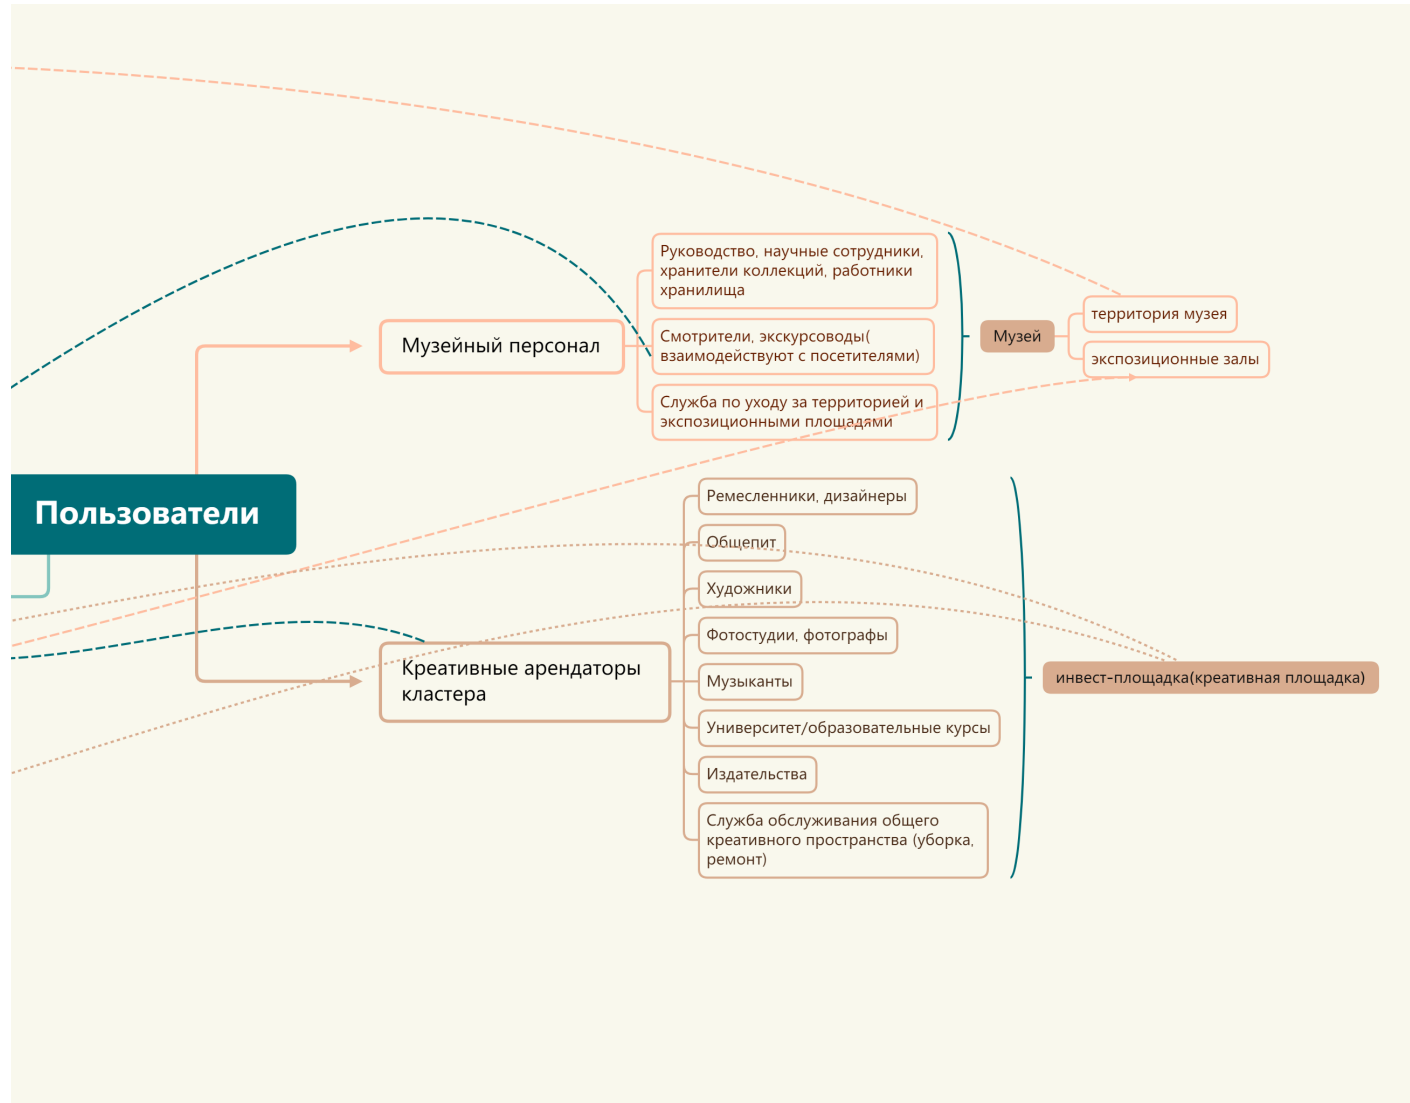 Пользователи
Музейный персонал
Руководство, научные сотрудники,
хранители коллекций, работники
хранилища
Смотрители, экскурсоводы(
взаимодействуют с посетителями)
Служба по уходу за территорией и
экспозиционными площадями
Музей
территория музея
экспозиционные залы
Креативные арендаторы
кластера
Ремесленники, дизайнеры
Общепит
Художники
Фотостудии, фотографы
Музыканты
Университет/образовательные курсы
Издательства
Служба обслуживания общего
креативного пространства (уборка,
ремонт)
инвест-площадка(креативная площадка)